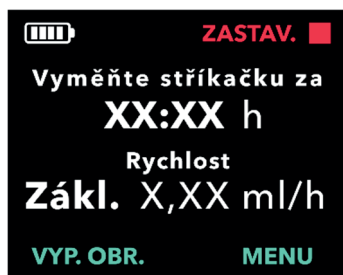 ZASTAV.
Vyměňte stříkačku za
XX:XX h
Rychlost
Zákl. X,XX ml/h
VYP. OBR. MENU